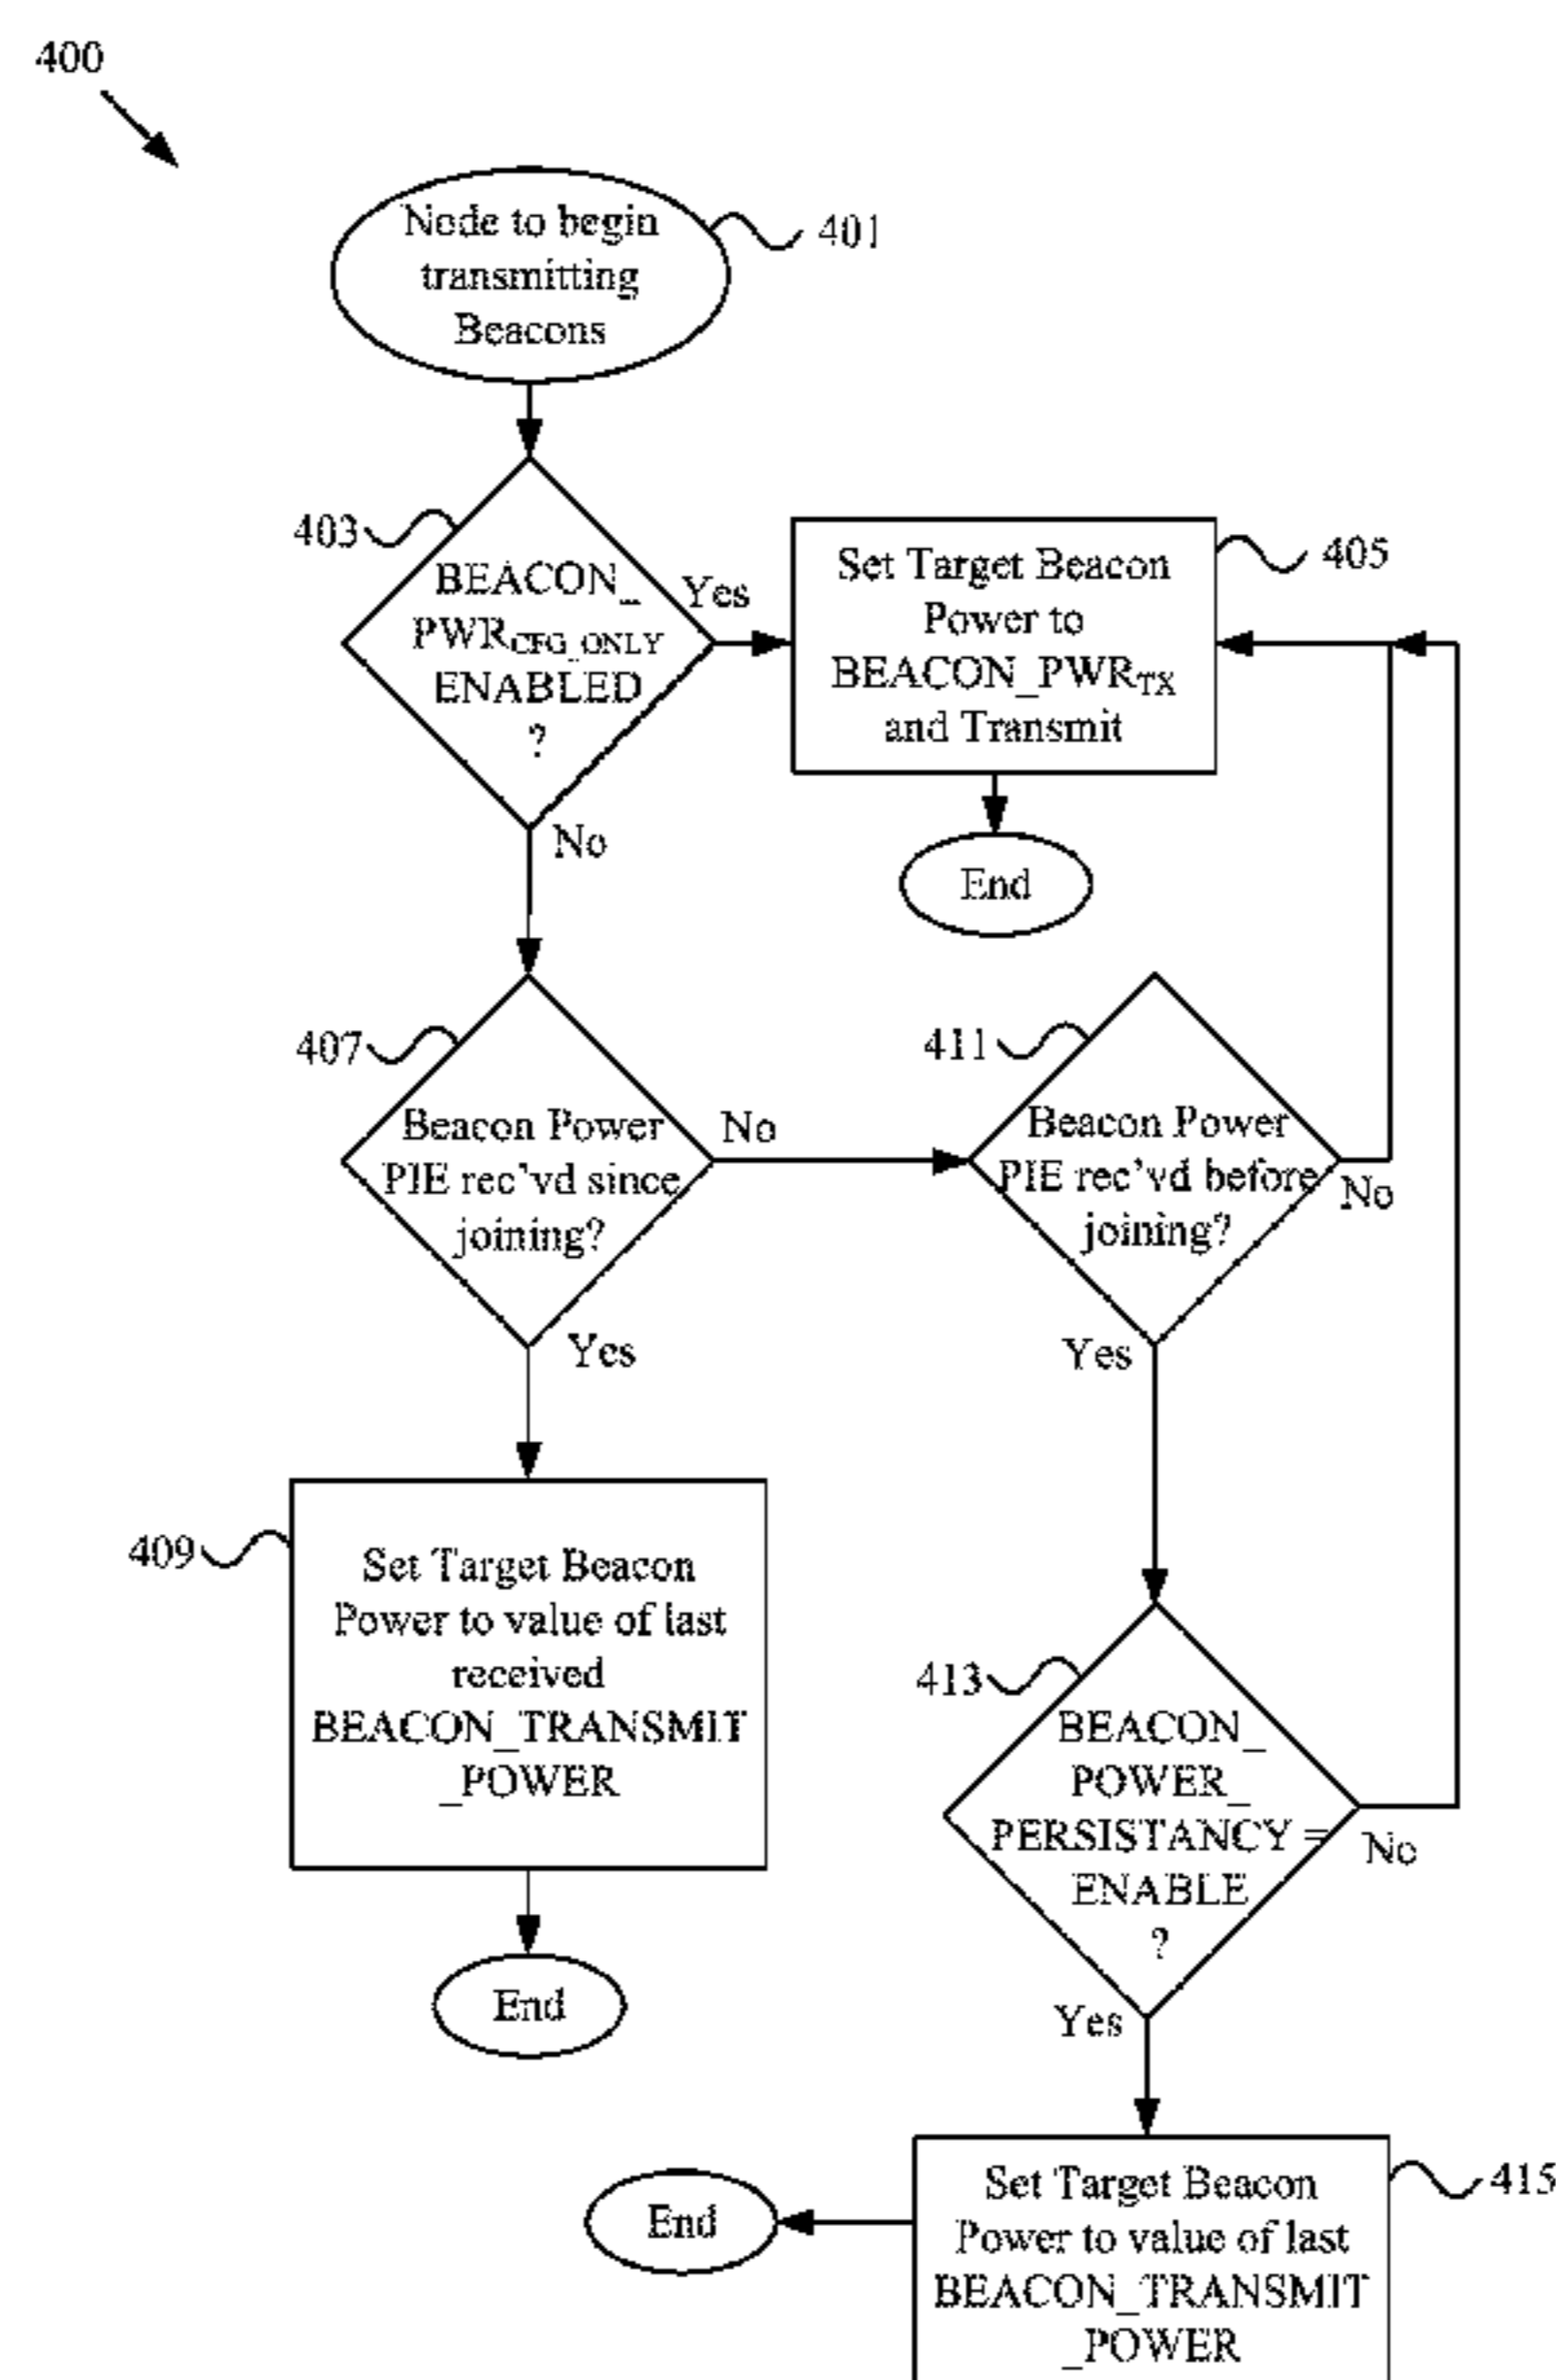 400
Node to begin
transmitting
Beacons
401
403
BEACON_
PWRCFG_ONLY
ENABLED
?
Yes
No
Set Target Beacon
Power to
BEACON_PWRTX
and Transmit
405
End
407
Beacon Power
PIE rec'vd since
joining?
No
Yes
411
Beacon Power
PIE rec'vd before
joining?
No
Yes
409
Set Target Beacon
Power to value of last
received
BEACON_TRANSMIT
_POWER
End
413
BEACON_
POWER_
PERSISTANCY =
ENABLE
?
No
Yes
End
Set Target Beacon
Power to value of last
BEACON_TRANSMIT
_POWER
415